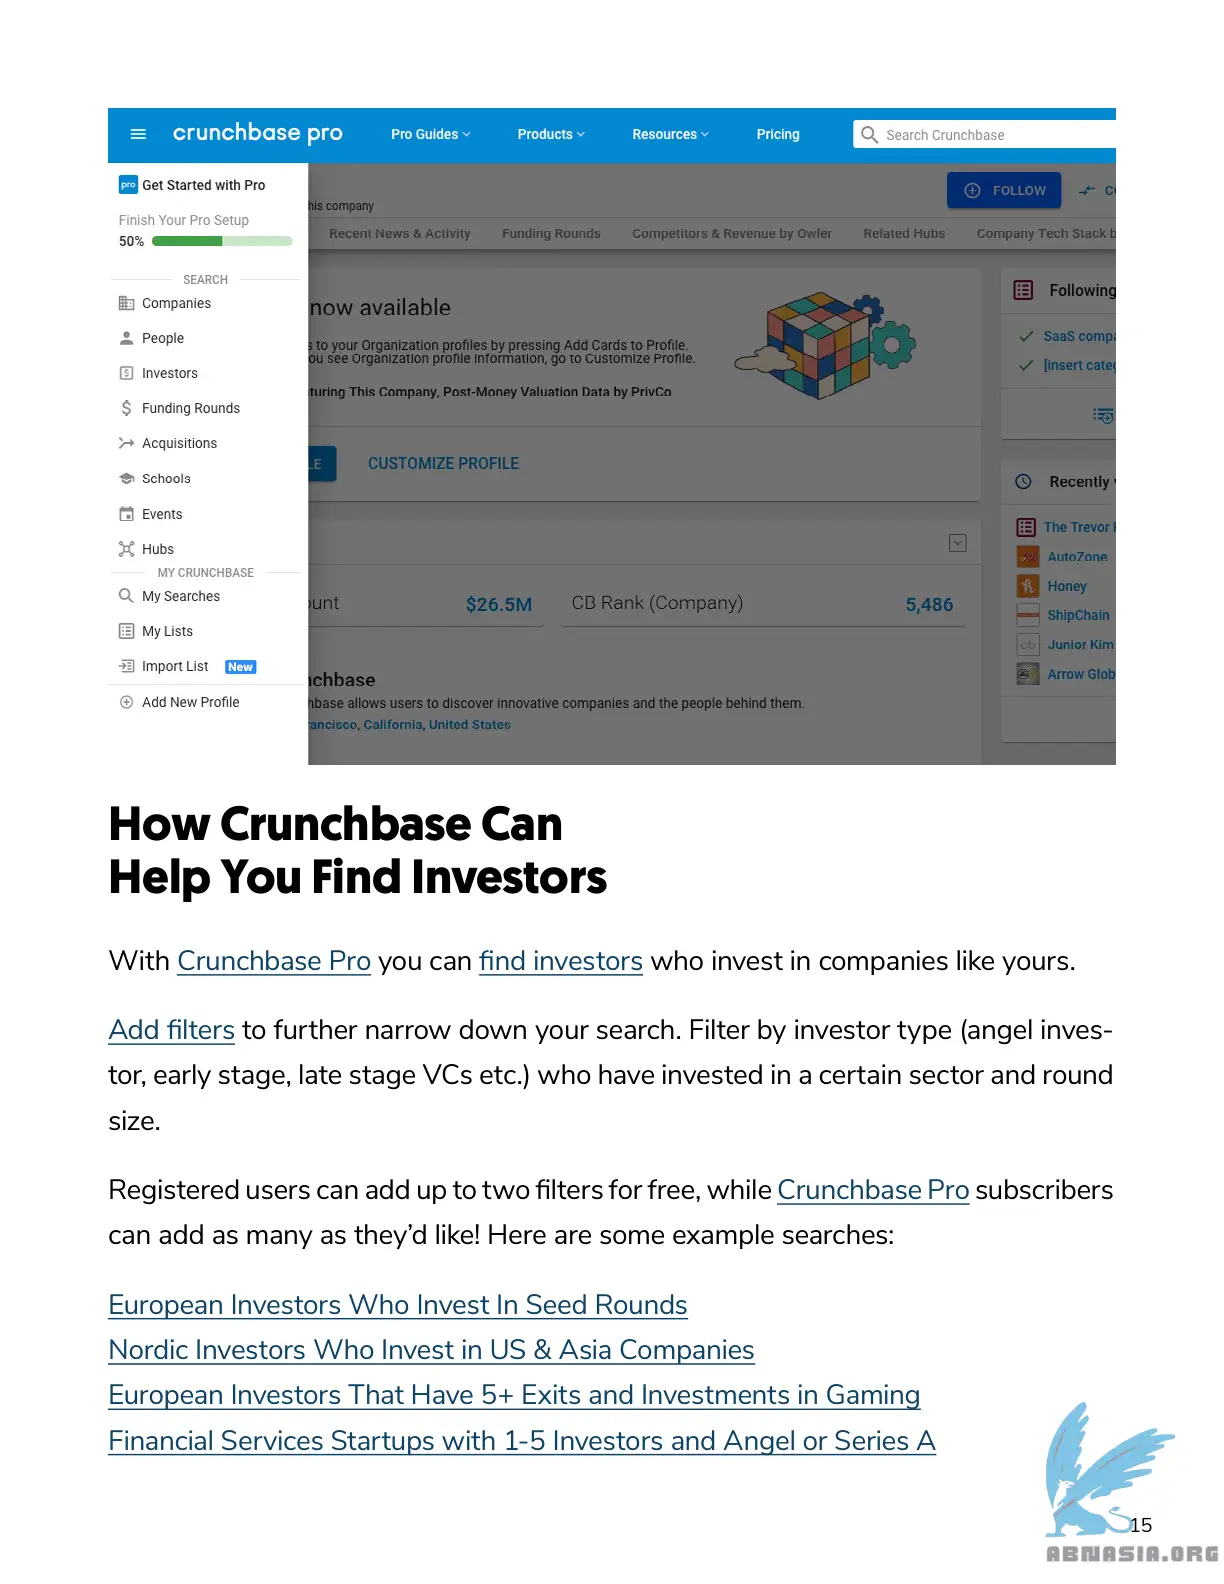 crunchbase pro
Pro Guides
Products
Resources
Pricing
Search Crunchbase
pro Get Started with Pro
Finish Your Pro Setup
50%
SEARCH
Companies
People
Investors
Funding Rounds
Acquisitions
Schools
Events
Hubs
MY CRUNCHBASE
My Searches
My Lists
Import List New
Add New Profile
this company
FOLLOW
Recent News & Activity
Funding Rounds
Competitors & Revenue by Owler
Related Hubs
Company Tech Stack b
now available
s to your Organization profiles by pressing Add Cards to Profile.
ou see Organization profile information, go to Customize Profile.
turing This Company, Post-Money Valuation Data by PrivCo
LE
CUSTOMIZE PROFILE
ount $26.5M
CB Rank (Company) 5,486
nchbase
hbase allows users to discover innovative companies and the people behind them.
rancisco, California, United States
Following
SaaS compa
[insert categ
Recently
The Trevor
AutoZone
Honey
ShipChain
cb Junior Kim
Arrow Glob
How Crunchbase Can
Help You Find Investors
With Crunchbase Pro you can find investors who invest in companies like yours.
Add filters to further narrow down your search. Filter by investor type (angel inves-
tor, early stage, late stage VCs etc.) who have invested in a certain sector and round
size.
Registered users can add up to two filters for free, while Crunchbase Pro subscribers
can add as many as they’d like! Here are some example searches:
European Investors Who Invest In Seed Rounds
Nordic Investors Who Invest in US & Asia Companies
European Investors That Have 5+ Exits and Investments in Gaming
Financial Services Startups with 1-5 Investors and Angel or Series A
15
ABNASIA.ORG